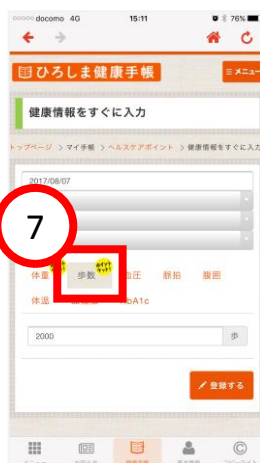 docomo 4G 15:11 76%
ひろしま健康手帳
メニュー
健康情報をすぐに入力
トップページ > マイ手帳 > ヘルスケアポイント > 健康情報をすぐに入力
2017/08/07
7
体重 歩数 血圧 脈拍 腹囲
体温 bA1c
2000 歩
登録する